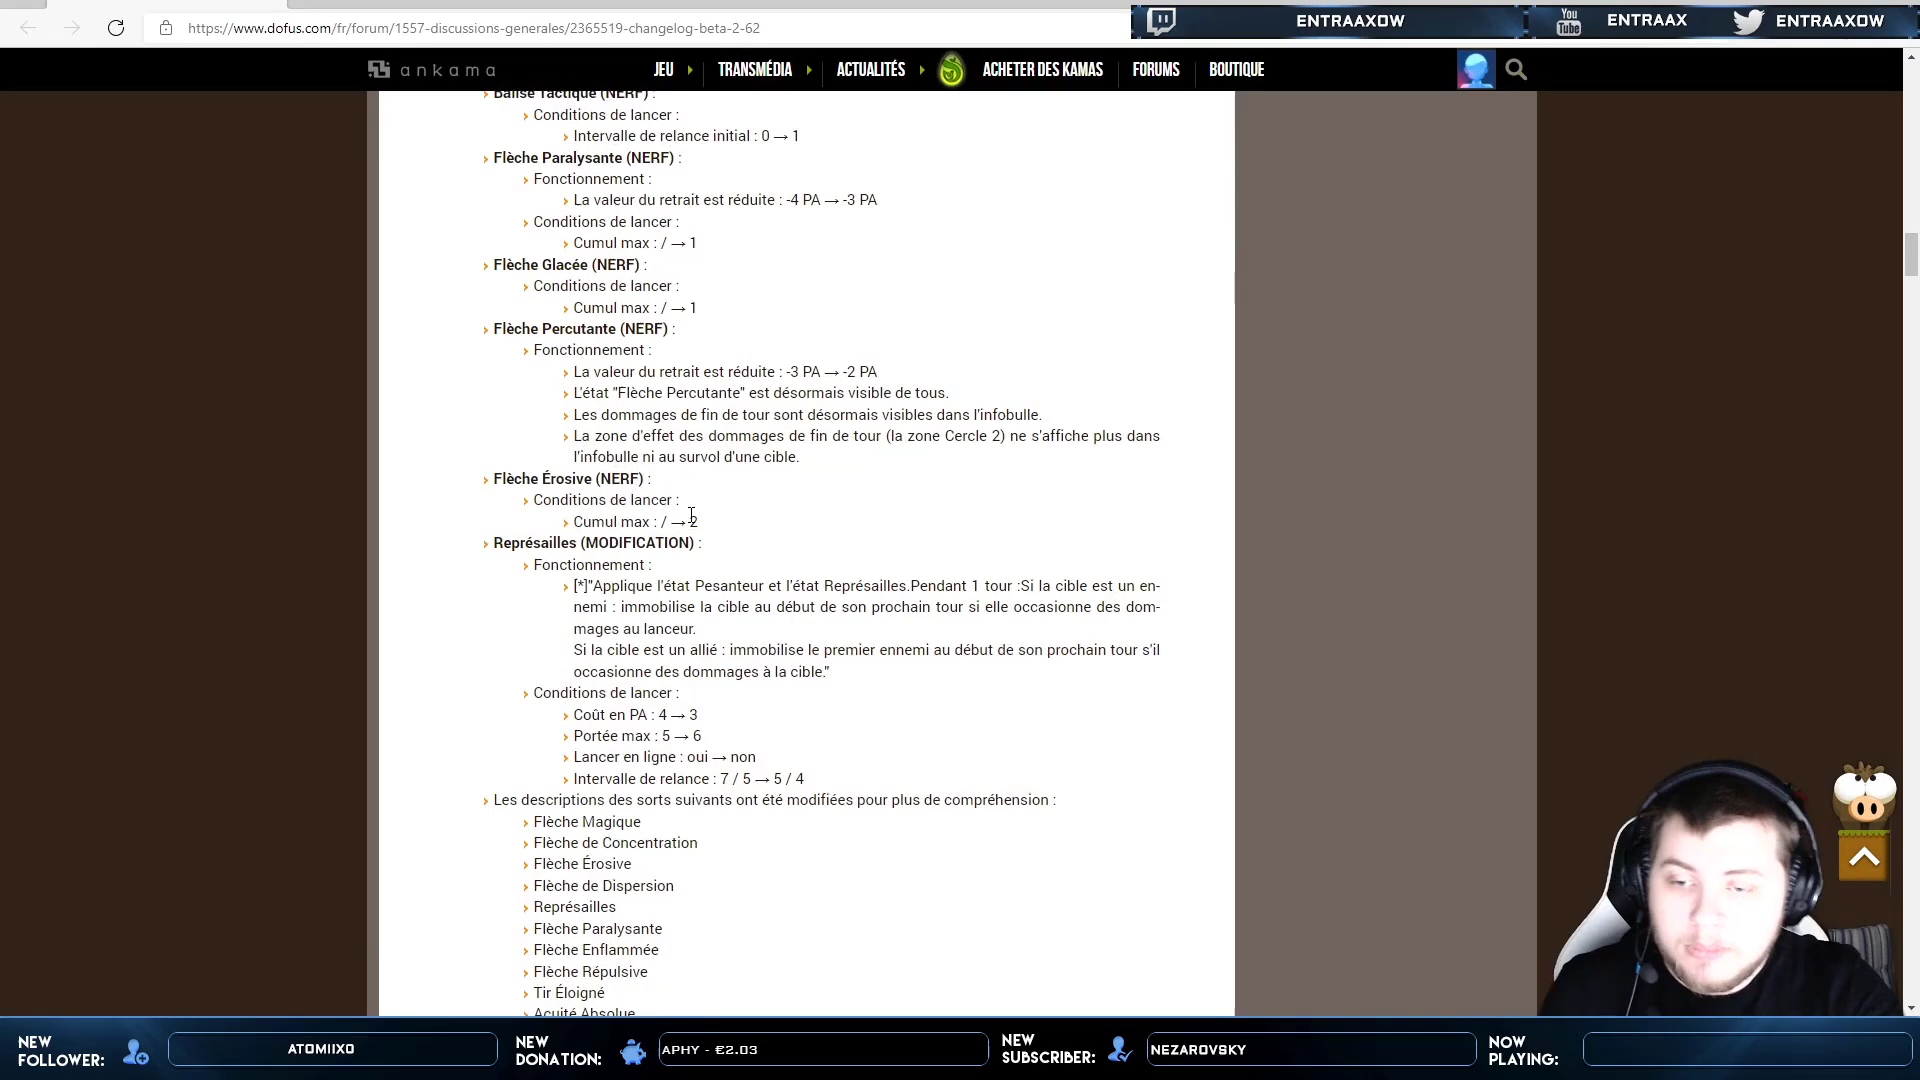 https://www.dofus.com/fr/forum/1557-discussions-generales/2365519-changelog-beta-2-62
ENTRAAXOW
You Tube
ENTRAAX
ENTRAAXOW
ankama
JEU
TRANSMÉDIA
ACTUALITÉS
ACHETER DES KAMAS
FORUMS
BOUTIQUE
Balise Tactique (NERF) :
Conditions de lancer :
Intervalle de relance initial : 0 → 1
Flèche Paralysante (NERF) :
Fonctionnement :
La valeur du retrait est réduite : -4 PA → -3 PA
Conditions de lancer :
Cumul max : / → 1
Flèche Glacée (NERF) :
Conditions de lancer :
Cumul max : / → 1
Flèche Percutante (NERF) :
Fonctionnement :
La valeur du retrait est réduite : -3 PA → -2 PA
L'état "Flèche Percutante" est désormais visible de tous.
Les dommages de fin de tour sont désormais visibles dans l'infobulle.
La zone d'effet des dommages de fin de tour (la zone Cercle 2) ne s'affiche plus dans
l'infobulle ni au survol d'une cible.
Flèche Érosive (NERF) :
Conditions de lancer :
Cumul max : / → 2
Représailles (MODIFICATION) :
Fonctionnement :
[*]"Applique l'état Pesanteur et l'état Représailles.Pendant 1 tour :Si la cible est un en-
nemi : immobilise la cible au début de son prochain tour si elle occasionne des dom-
mages au lanceur.
Si la cible est un allié : immobilise le premier ennemi au début de son prochain tour s'il
occasionne des dommages à la cible."
Conditions de lancer :
Coût en PA : 4 → 3
Portée max : 5 → 6
Lancer en ligne : oui → non
Intervalle de relance : 7 / 5 → 5 / 4
Les descriptions des sorts suivants ont été modifiées pour plus de compréhension :
Flèche Magique
Flèche de Concentration
Flèche Érosive
Flèche de Dispersion
Représailles
Flèche Paralysante
Flèche Enflammée
Flèche Répulsive
Tir Éloigné
Acuité Absolue
NEW FOLLOWER:
ATOMIIXO
NEW DONATION:
APHY - €2.03
NEW SUBSCRIBER:
NEZAROVSKY
NOW PLAYING: